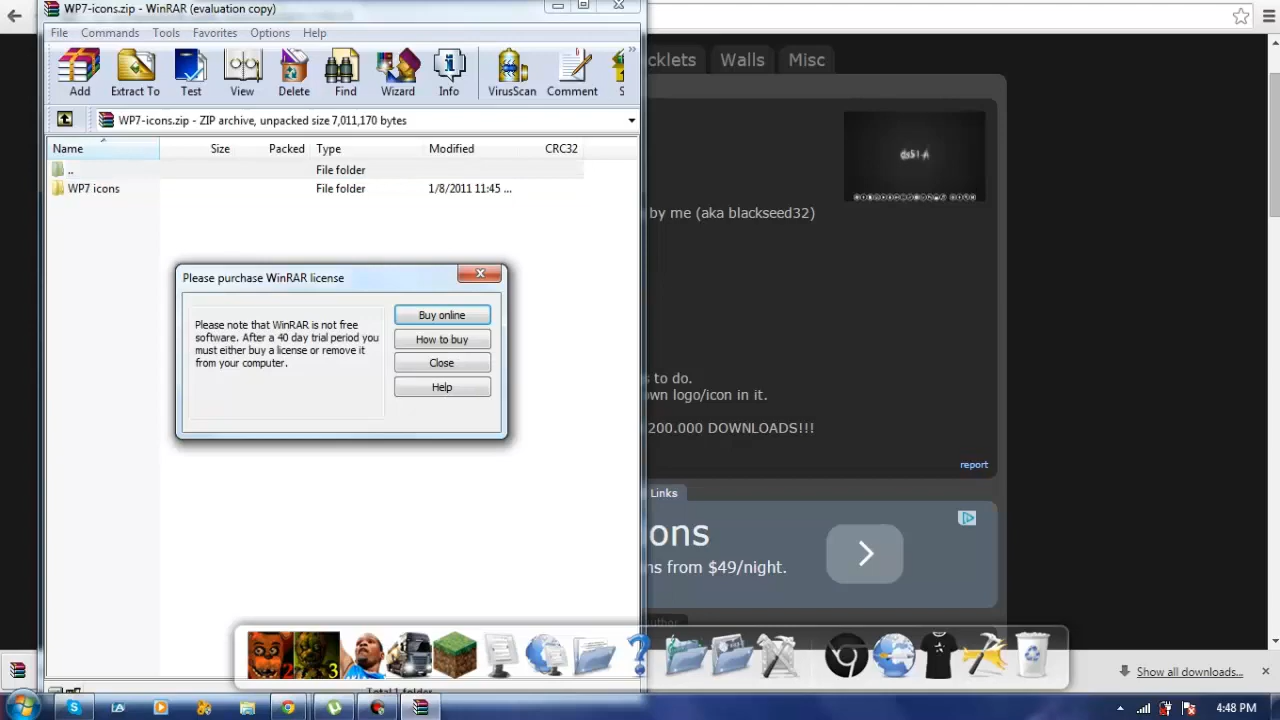 WP7-icons.zip - WinRAR (evaluation copy)
File Commands Tools Favorites Options Help
Add Extract To Test View Delete Find Wizard Info VirusScan Comment S
»
WP7-icons.zip - ZIP archive, unpacked size 7,011,170 bytes
Name Size Packed Type Modified CRC32
.. File folder
WP7 icons File folder 1/8/2011 11:45 ...
Please purchase WinRAR license
Please note that WinRAR is not free
software. After a 40 day trial period you
must either buy a license or remove it
from your computer.
Buy online
How to buy
Close
Help
cklets Walls Misc
by me (aka blackseed32)
s to do.
own logo/icon in it.
200.000 DOWNLOADS!!!
report
Links
ons
ns from $49/night.
2
3
Total 1 folder
Show all downloads...
4:48 PM